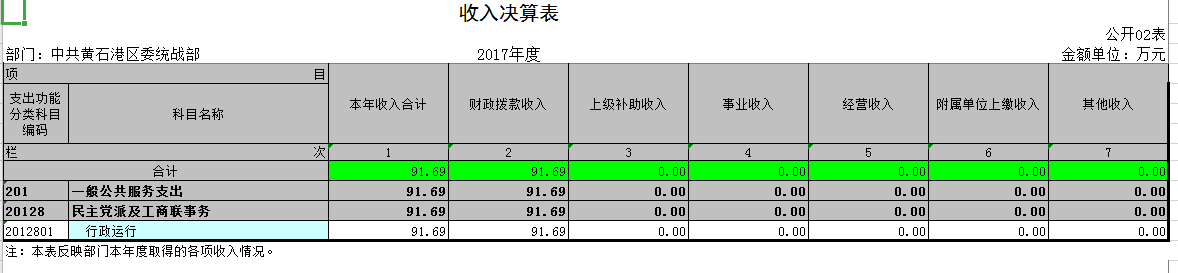 收入决算表
公开02表
部门：中共黄石港区委统战部 2017年度 金额单位：万元
项 目
支出功能分类科目编码 科目名称 本年收入合计 财政拨款收入 上级补助收入 事业收入 经营收入 附属单位上缴收入 其他收入
栏 次 1 2 3 4 5 6 7
合计 91.69 91.69 0.00 0.00 0.00 0.00 0.00
201 一般公共服务支出 91.69 91.69 0.00 0.00 0.00 0.00 0.00
20128 民主党派及工商联事务 91.69 91.69 0.00 0.00 0.00 0.00 0.00
2012801 行政运行 91.69 91.69 0.00 0.00 0.00 0.00 0.00
注：本表反映部门本年度取得的各项收入情况。